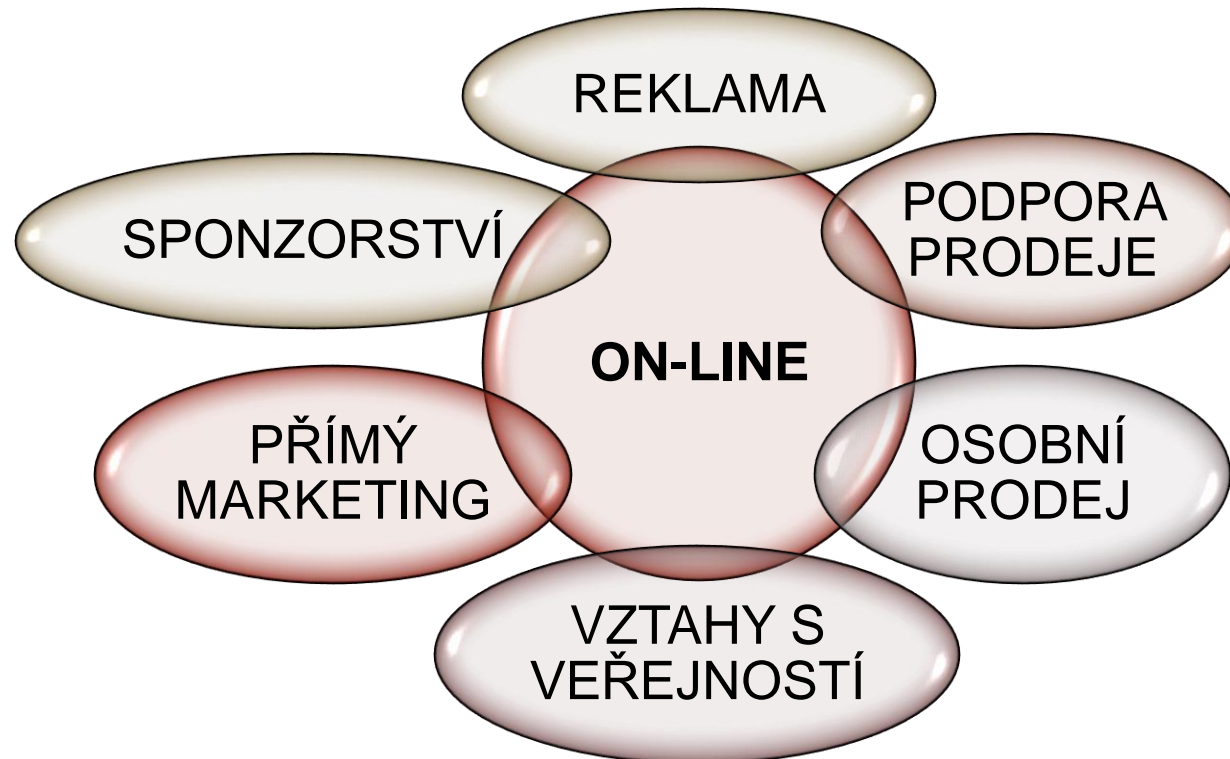 REKLAMA
PODPORA
PRODEJE
SPONZORSTVÍ
ON-LINE
PŘÍMÝ
MARKETING
OSOBNÍ
PRODEJ
VZTAHY S
VEŘEJNOSTÍ